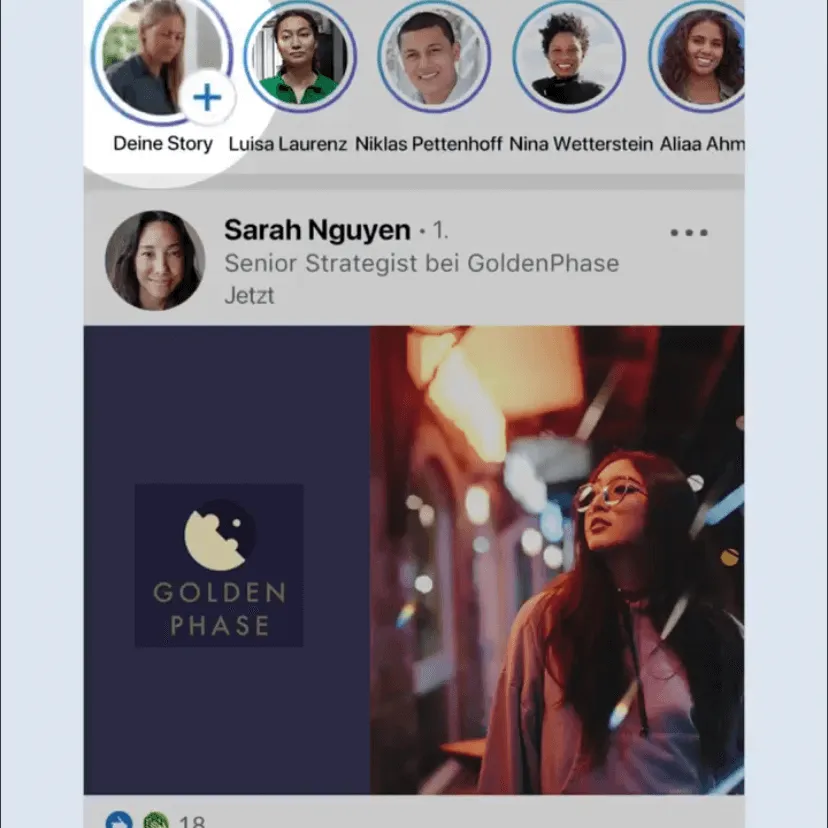 Deine Story Luisa Laurenz Niklas Pettenhoff Nina Wetterstein Aliaa Ahm
Sarah Nguyen • 1.
Senior Strategist bei GoldenPhase
Jetzt
GOLDEN
PHASE
18